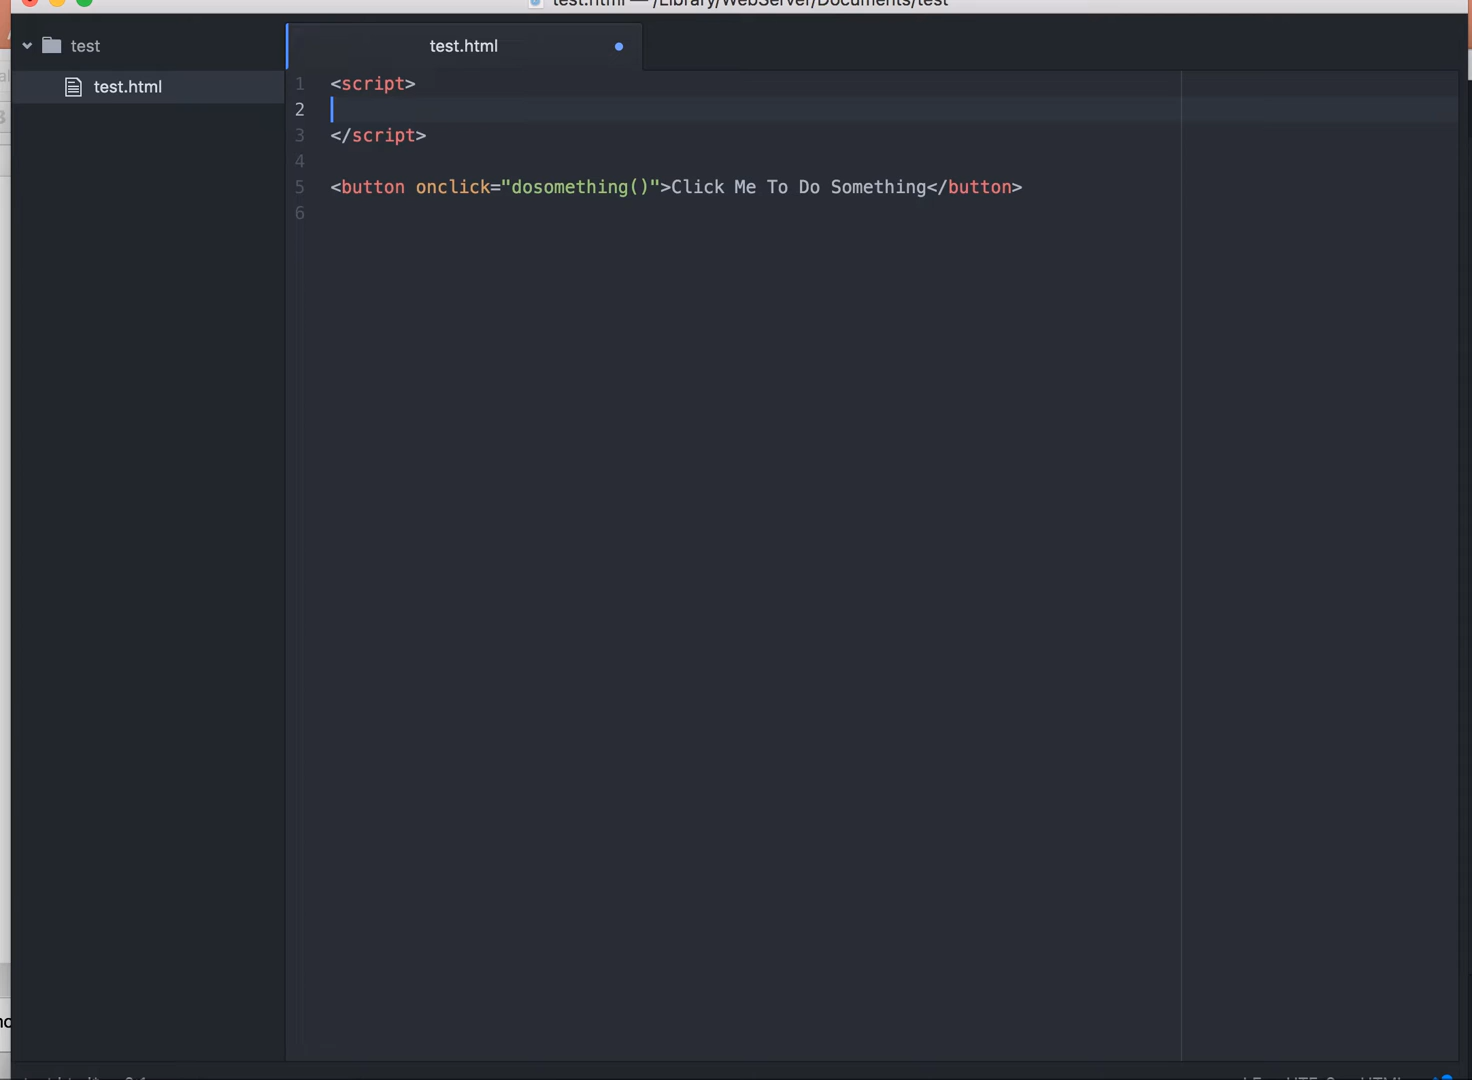 test.html — /Library/WebServer/Documents/test
test
test.html
test.html
1 <script>
2
3 </script>
4
5 <button onclick="dosomething()">Click Me To Do Something</button>
6